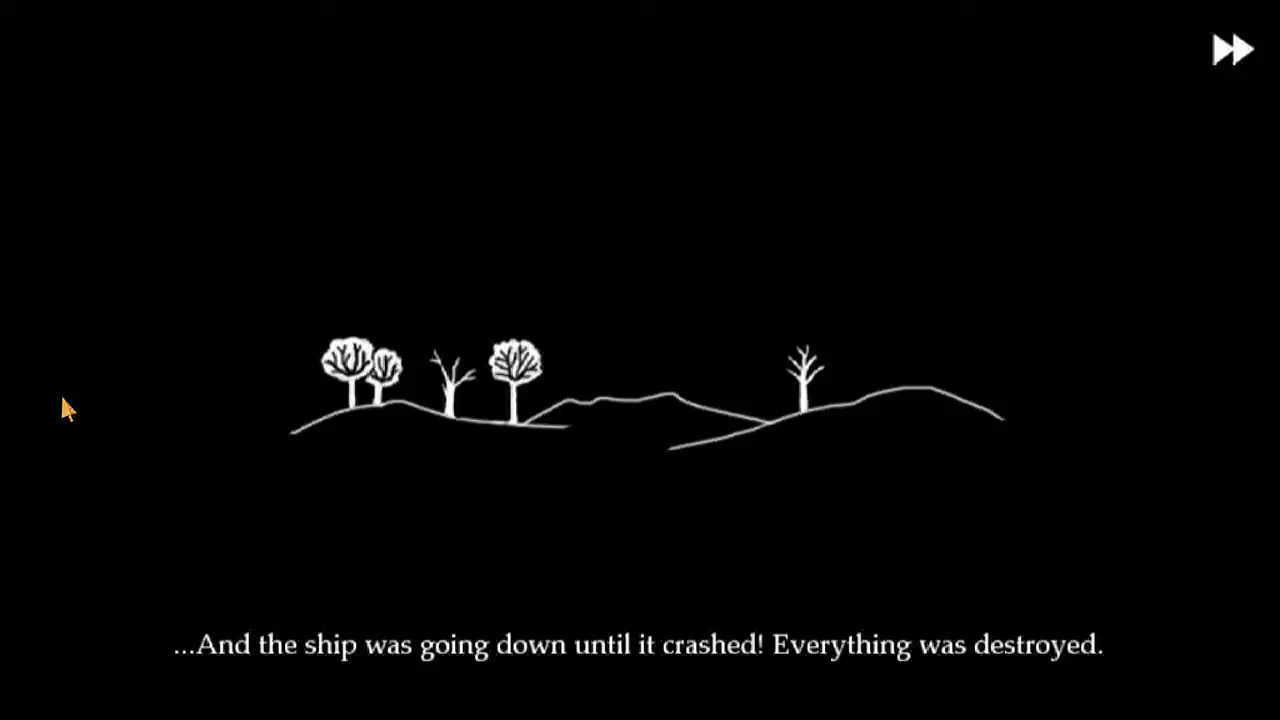 ...And the ship was going down until it crashed! Everything was destroyed.